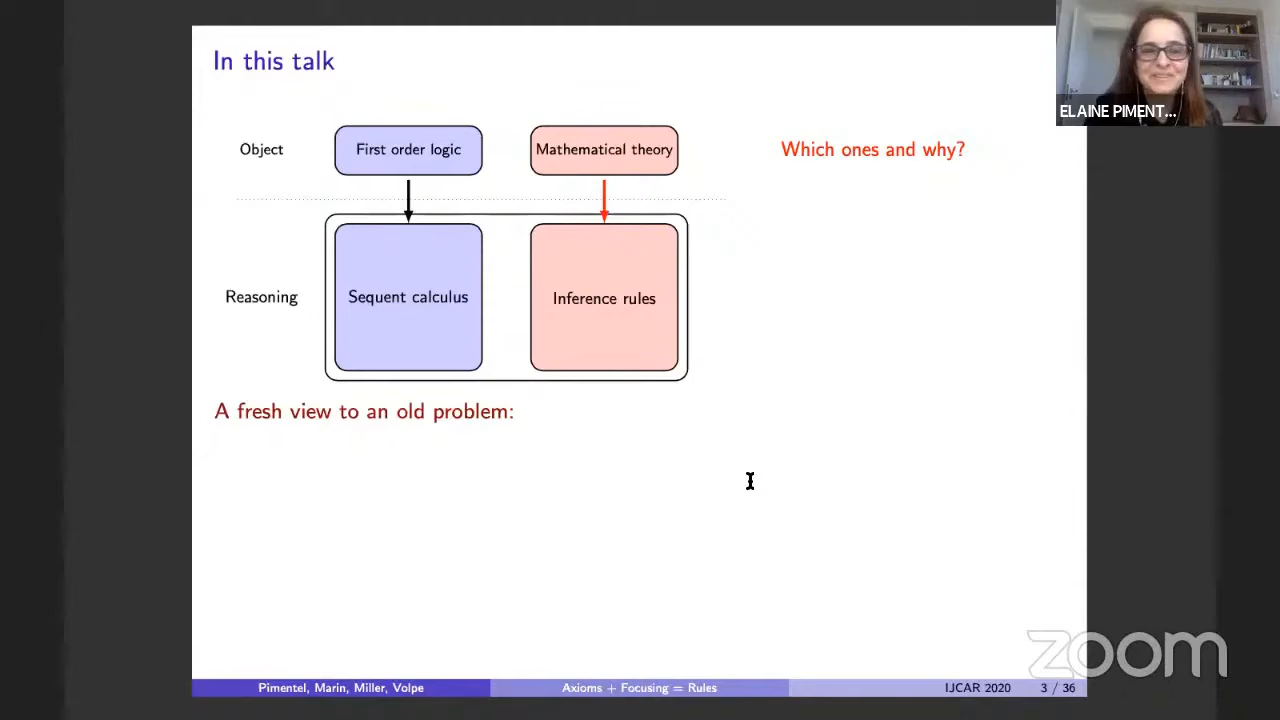 In this talk
ELAINE PIMENT...
Object
First order logic
Mathematical theory
Which ones and why?
Reasoning
Sequent calculus
Inference rules
A fresh view to an old problem:
zoom
Pimentel, Marin, Miller, Volpe
Axioms + Focusing = Rules
IJCAR 2020
3 / 36